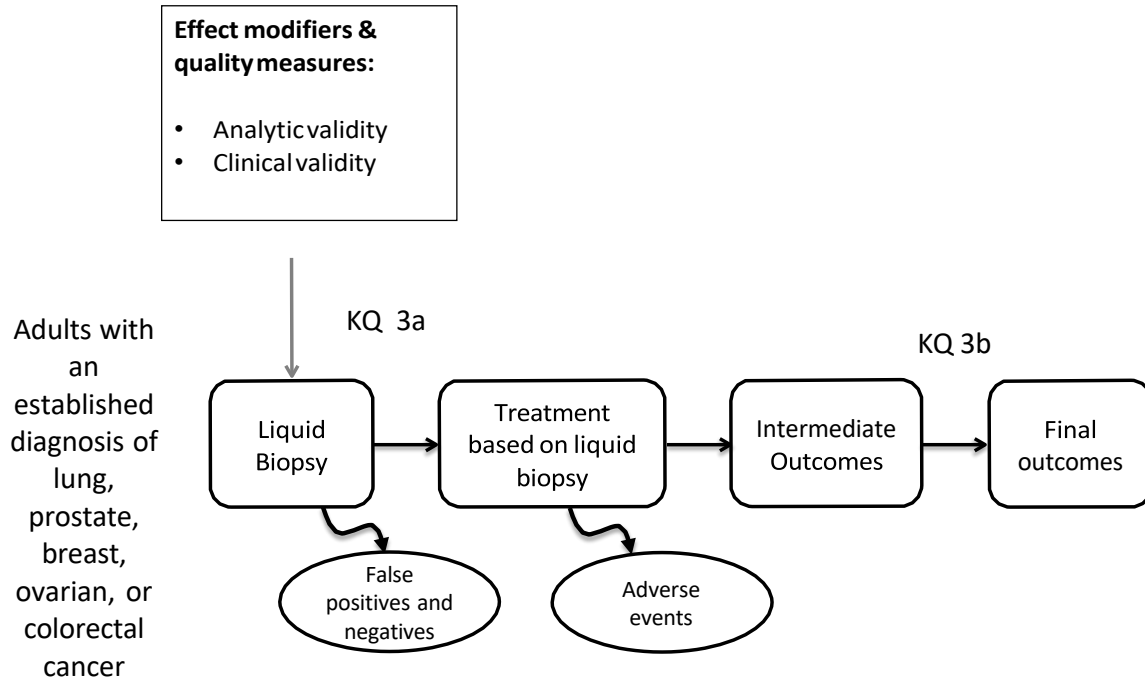 Effect modifiers &
quality measures:
• Analytic validity
• Clinical validity
KQ 3a
KQ 3b
Adults with
an
established
diagnosis of
lung,
prostate,
breast,
ovarian, or
colorectal
cancer
Liquid
Biopsy
Treatment
based on liquid
biopsy
Intermediate
Outcomes
Final
outcomes
False
positives and
negatives
Adverse
events